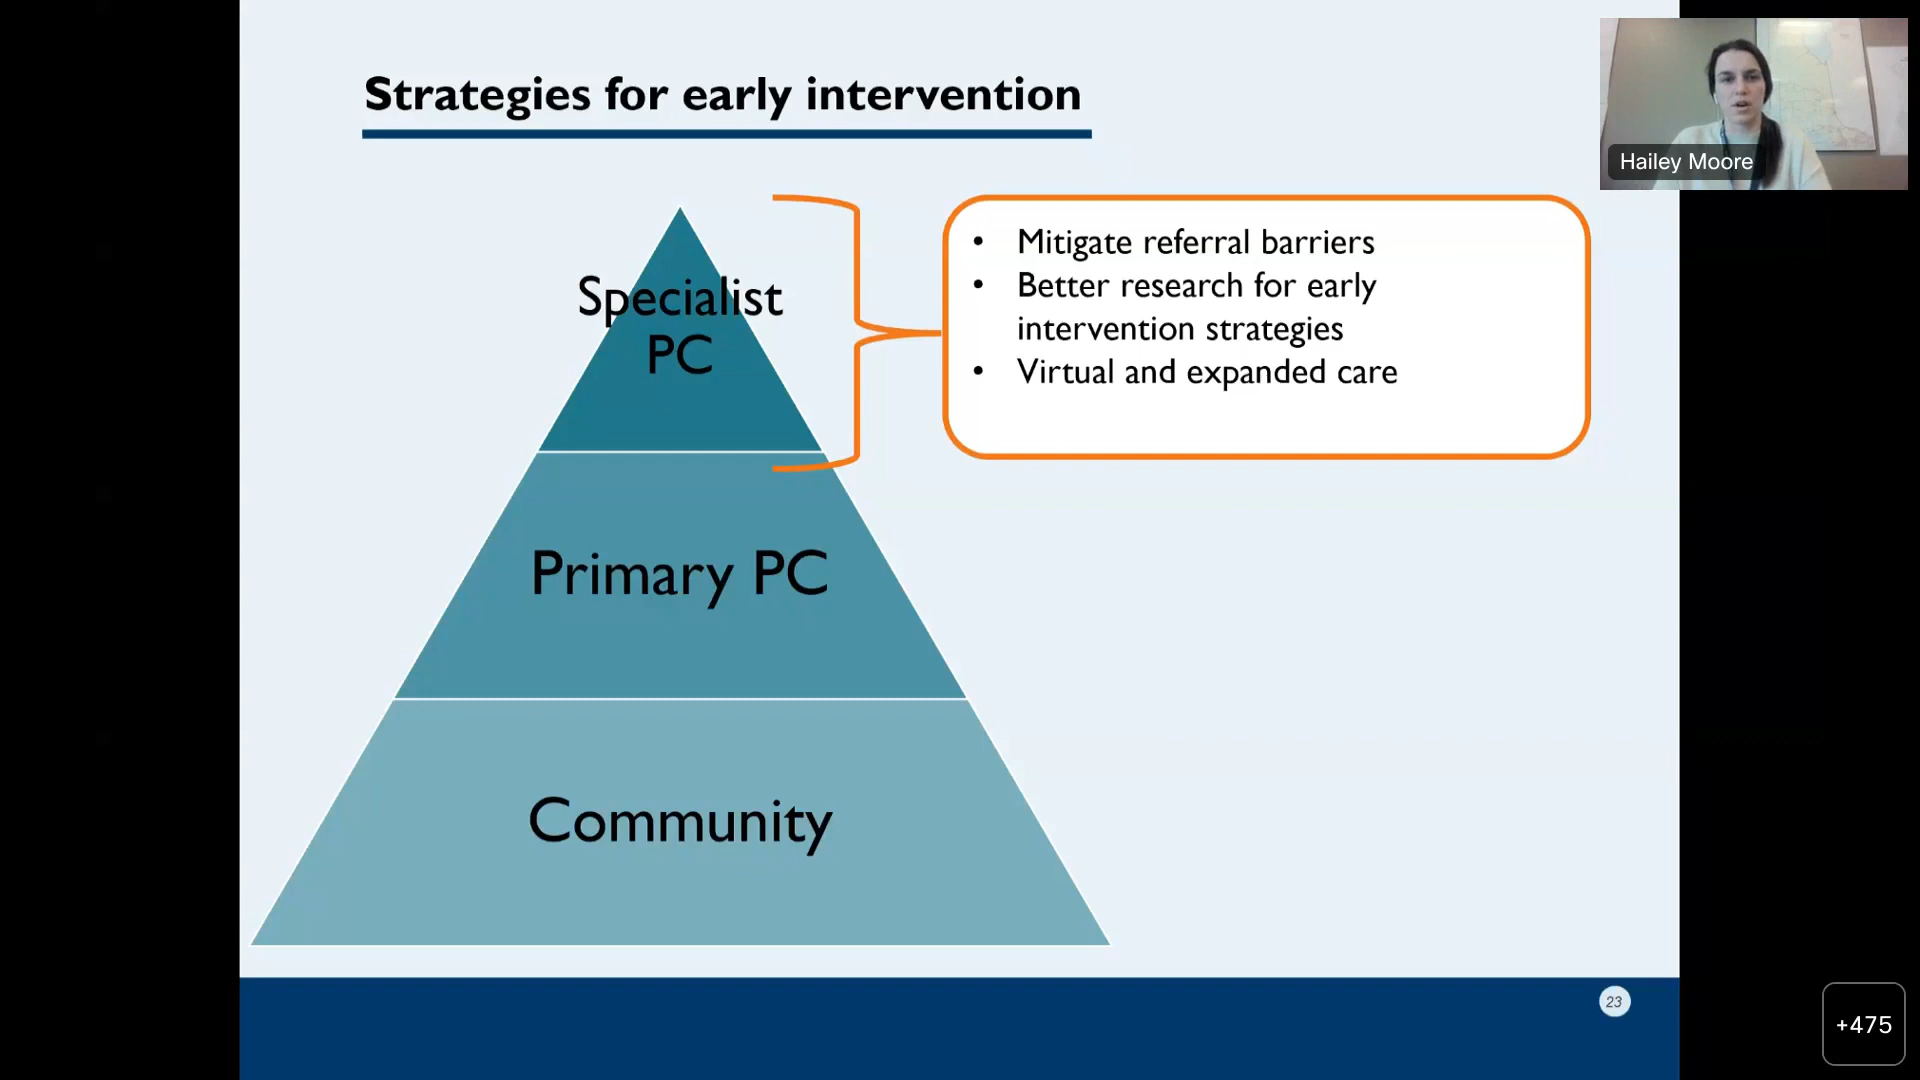 Strategies for early intervention
Hailey Moore
Specialist
PC
• Mitigate referral barriers
• Better research for early
intervention strategies
• Virtual and expanded care
Primary PC
Community
23
+475